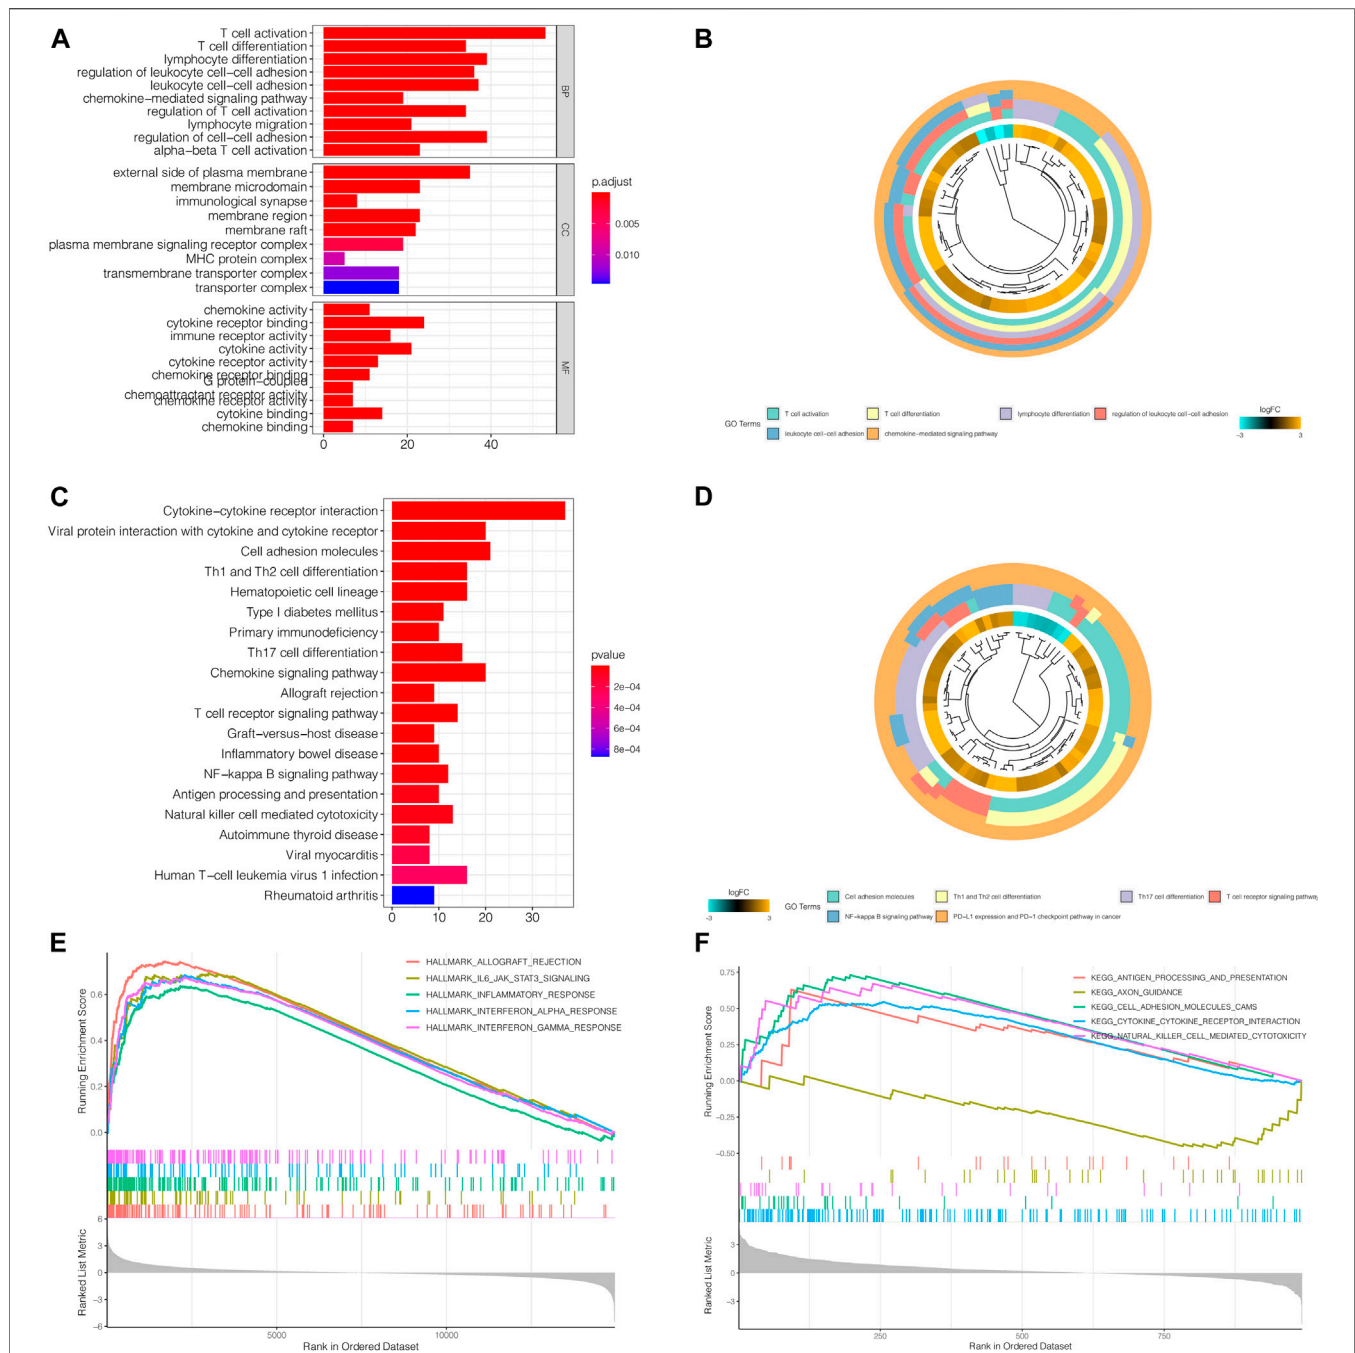 A
T cell activation
T cell differentiation
lymphocyte differentiation
regulation of leukocyte cell−cell adhesion
leukocyte cell−cell adhesion
chemokine−mediated signaling pathway
regulation of T cell activation
lymphocyte migration
regulation of cell−cell adhesion
alpha−beta T cell activation
BP
external side of plasma membrane
membrane microdomain
immunological synapse
membrane region
membrane raft
plasma membrane signaling receptor complex
MHC protein complex
transmembrane transporter complex
transporter complex
CC
chemokine activity
cytokine receptor binding
immune receptor activity
cytokine activity
cytokine receptor activity
chemokine receptor binding
G protein−coupled
chemoattractant receptor activity
chemokine receptor activity
cytokine binding
chemokine binding
MF
0 20 40
p.adjust
0.005
0.010
B
GO Terms
T cell activation
T cell differentiation
lymphocyte differentiation
regulation of leukocyte cell−cell adhesion
leukocyte cell−cell adhesion
chemokine−mediated signaling pathway
logFC
-3 3
C
Cytokine−cytokine receptor interaction
Viral protein interaction with cytokine and cytokine receptor
Cell adhesion molecules
Th1 and Th2 cell differentiation
Hematopoietic cell lineage
Type I diabetes mellitus
Primary immunodeficiency
Th17 cell differentiation
Chemokine signaling pathway
Allograft rejection
T cell receptor signaling pathway
Graft−versus−host disease
Inflammatory bowel disease
NF−kappa B signaling pathway
Antigen processing and presentation
Natural killer cell mediated cytotoxicity
Autoimmune thyroid disease
Viral myocarditis
Human T−cell leukemia virus 1 infection
Rheumatoid arthritis
0 10 20 30
pvalue
2e−04
4e−04
6e−04
8e−04
D
logFC
-3 3
GO Terms
Cell adhesion molecules
Th1 and Th2 cell differentiation
Th17 cell differentiation
T cell receptor signaling pathway
NF−kappa B signaling pathway
PD−L1 expression and PD−1 checkpoint pathway in cancer
E
HALLMARK_ALLOGRAFT_REJECTION
HALLMARK_IL6_JAK_STAT3_SIGNALING
HALLMARK_INFLAMMATORY_RESPONSE
HALLMARK_INTERFERON_ALPHA_RESPONSE
HALLMARK_INTERFERON_GAMMA_RESPONSE
Running Enrichment Score
0.6
0.4
0.2
0.0
Ranked List Metric
6
3
0
−3
−6
5000 10000
Rank in Ordered Dataset
F
KEGG_ANTIGEN_PROCESSING_AND_PRESENTATION
KEGG_AXON_GUIDANCE
KEGG_CELL_ADHESION_MOLECULES_CAMS
KEGG_CYTOKINE_CYTOKINE_RECEPTOR_INTERACTION
KEGG_NATURAL_KILLER_CELL_MEDIATED_CYTOTOXICITY
Running Enrichment Score
0.75
0.50
0.25
0.00
−0.25
−0.50
Ranked List Metric
3
0
−3
250 500 750
Rank in Ordered Dataset